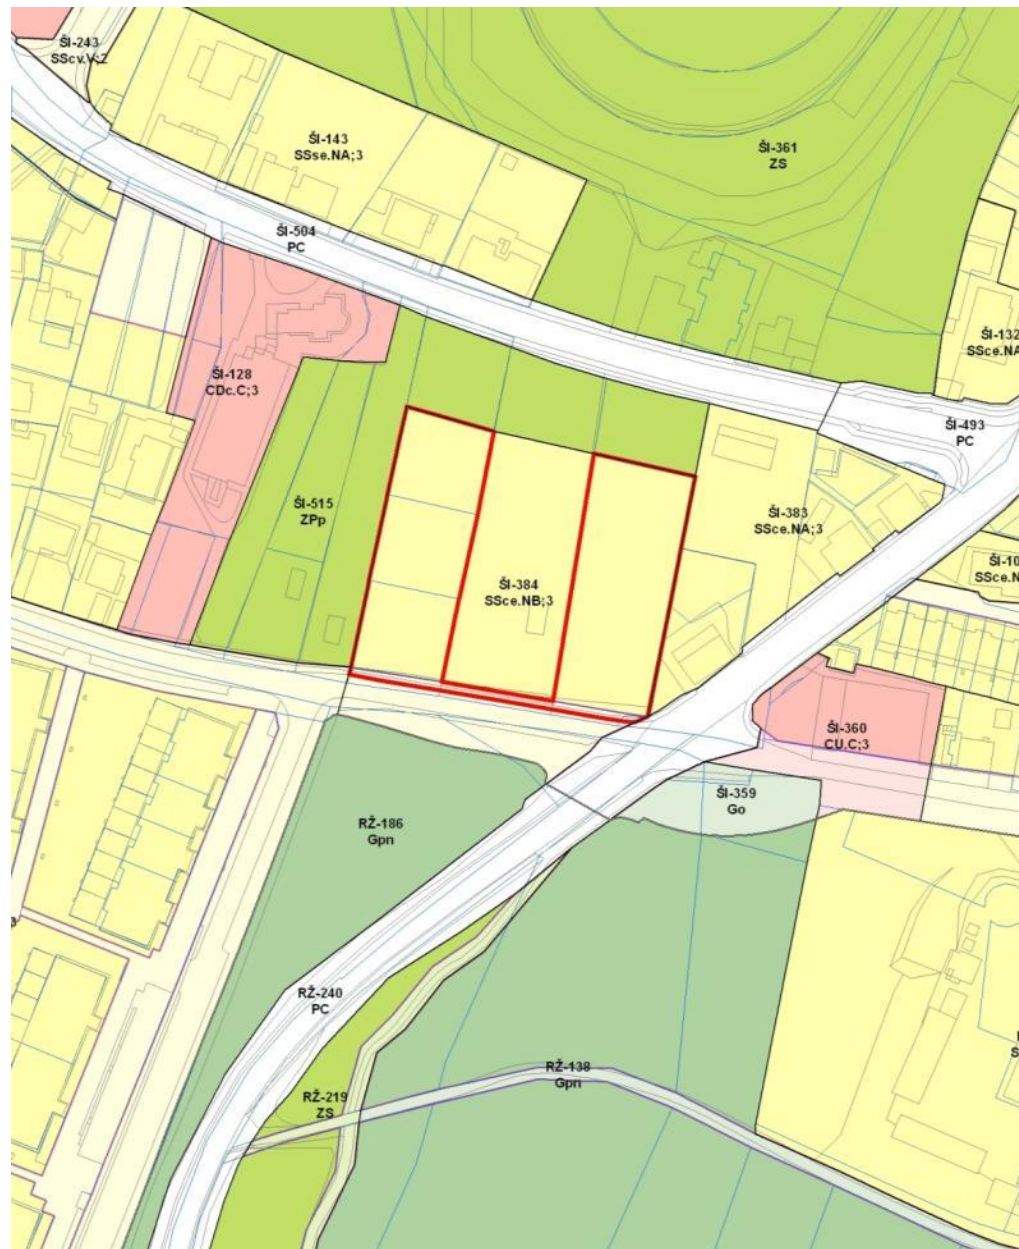 ŠI-243
SScv.V;2
ŠI-143
SSse.NA;3
ŠI-361
ZS
ŠI-504
PC
ŠI-132
SSce.NA
ŠI-128
CDc.C;3
ŠI-493
PC
ŠI-515
ZPp
ŠI-383
SSce.NA;3
ŠI-384
SSce.NB;3
ŠI-10
SSce.N
ŠI-360
CU.C;3
ŠI-359
Go
RŽ-186
Gpn
RŽ-240
PC
RŽ-138
Gpn
RŽ-219
ZS